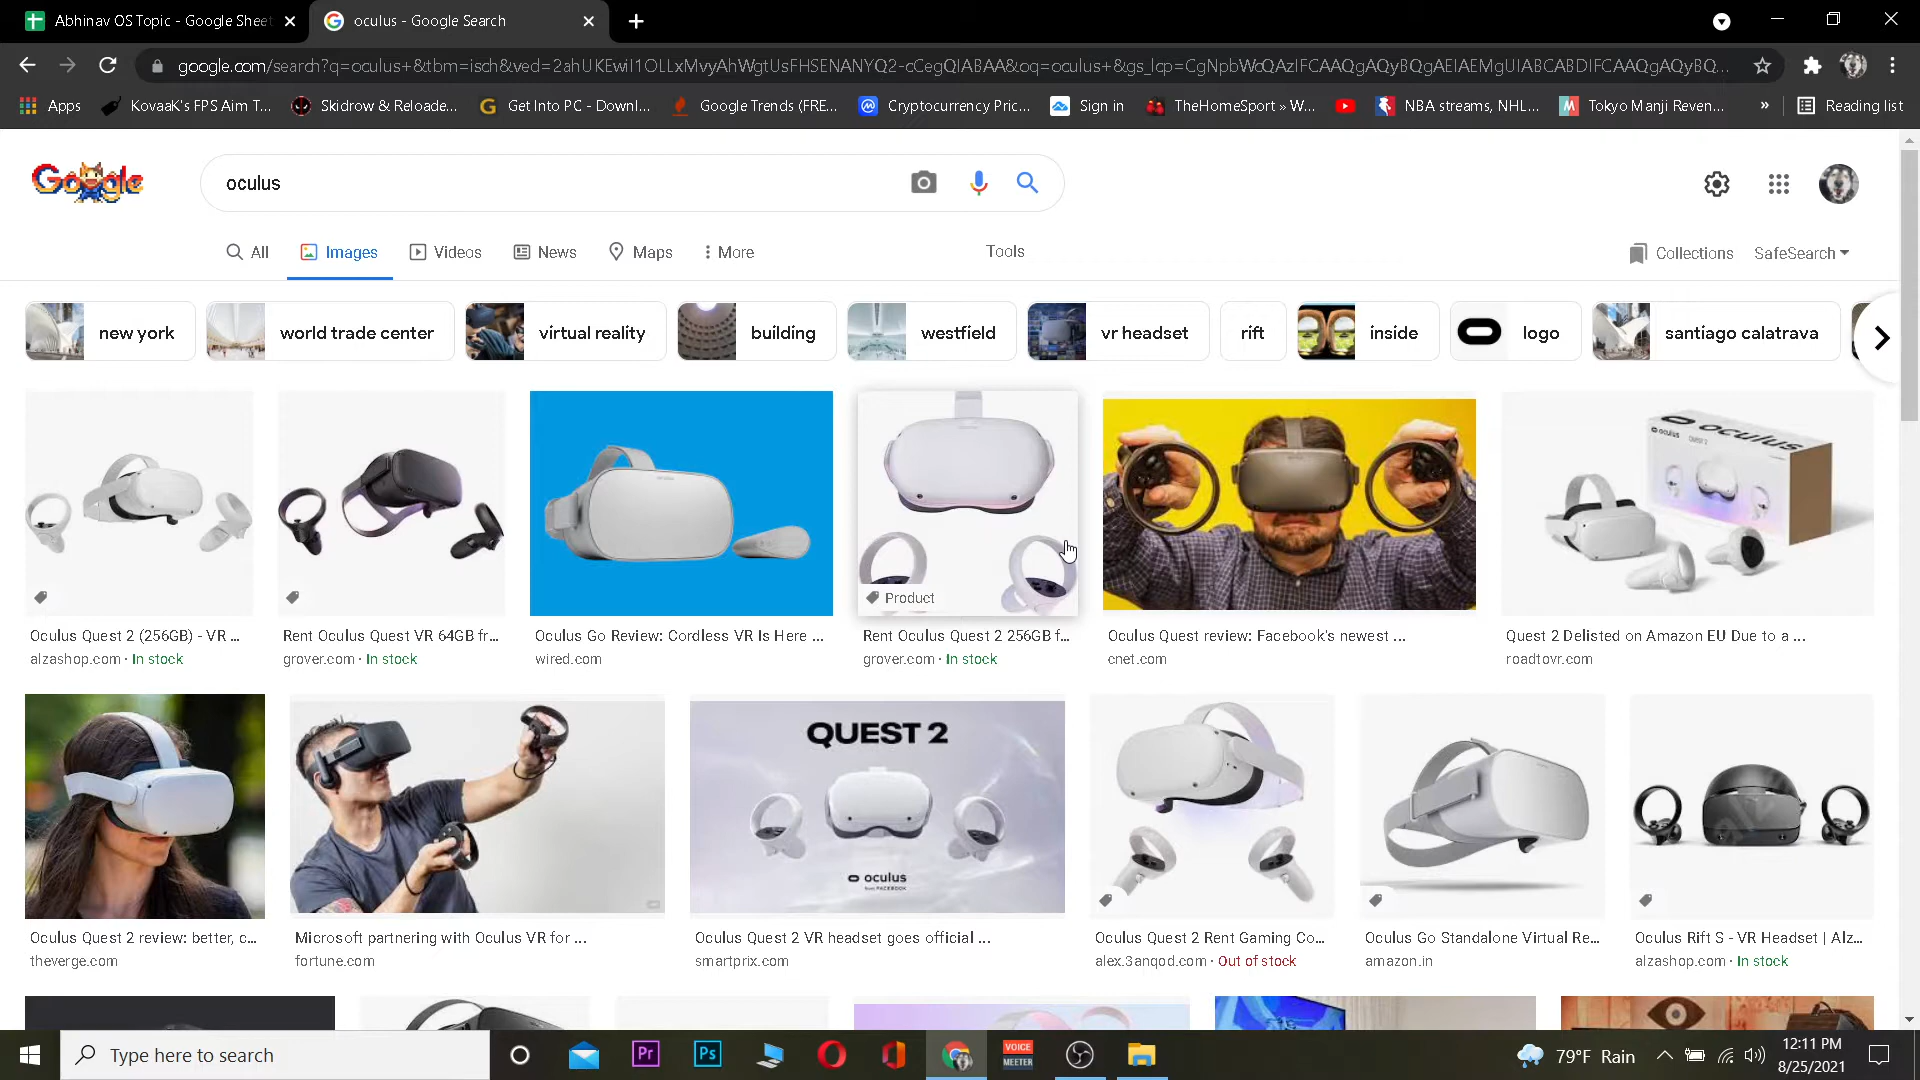 Abhinav OS Topic - Google Sheet
oculus - Google Search
google.com/search?q=oculus+&tbm=isch&ved=2ahUKEwiI1OLLxMvyAhWgtUsFHSENANYQ2-cCegQIABAA&oq=oculus+&gs_lcp=CgNpbWcQAzIFCAAQgAQyBQgAEIAEMgUIABCABDIFCAAQgAQyBQ...
Apps
KovaaK's FPS Aim T...
Skidrow & Reloade...
Get Into PC - Downl...
Google Trends (FRE...
Cryptocurrency Pric...
Sign in
TheHomeSport » W...
NBA streams, NHL...
Tokyo Manji Reven...
»
Reading list
Google
oculus
All
Images
Videos
News
Maps
More
Tools
Collections
SafeSearch
new york
world trade center
virtual reality
building
westfield
vr headset
rift
inside
logo
santiago calatrava
oculus
QUEST 2
oculus
Product
Oculus Quest 2 (256GB) - VR ...
alzashop.com · In stock
Rent Oculus Quest VR 64GB fr...
grover.com · In stock
Oculus Go Review: Cordless VR Is Here ...
wired.com
Rent Oculus Quest 2 256GB f...
grover.com · In stock
Oculus Quest review: Facebook's newest ...
cnet.com
Quest 2 Delisted on Amazon EU Due to a ...
roadtovr.com
QUEST 2
oculus
from FACEBOOK
Oculus Quest 2 review: better, c...
theverge.com
Microsoft partnering with Oculus VR for ...
fortune.com
Oculus Quest 2 VR headset goes official ...
smartprix.com
Oculus Quest 2 Rent Gaming Co...
alex.3anqod.com · Out of stock
Oculus Go Standalone Virtual Re...
amazon.in
Oculus Rift S - VR Headset | Alz...
alzashop.com · In stock
Type here to search
Pr
Ps
VOICE
MEETER
79°F Rain
12:11 PM
8/25/2021